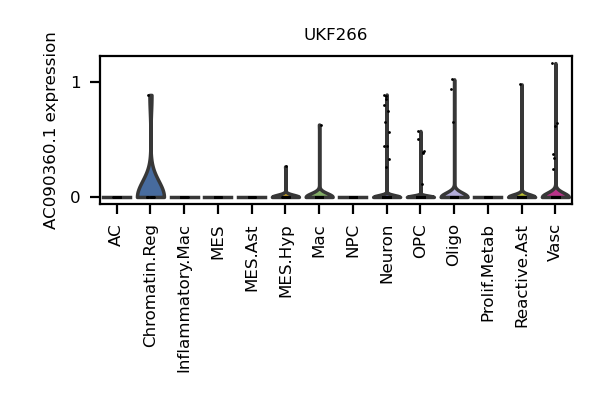 UKF266
AC090360.1 expression
1
0
AC
Chromatin.Reg
Inflammatory.Mac
MES
MES.Ast
MES.Hyp
Mac
NPC
Neuron
OPC
Oligo
Prolif.Metab
Reactive.Ast
Vasc